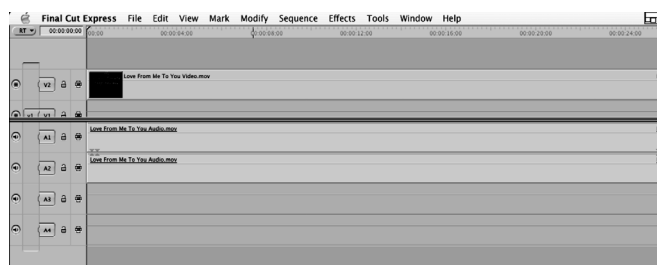 Final Cut Express File Edit View Mark Modify Sequence Effects Tools Window Help
RT 00:00:00:00 00:00 00:00:04:00 00:00:08:00 00:00:12:00 00:00:16:00 00:00:20:00 00:00:24:00
V2 Love From Me To You Video.mov
v1 V1
A1 Love From Me To You Audio.mov
A2 Love From Me To You Audio.mov
A3
A4